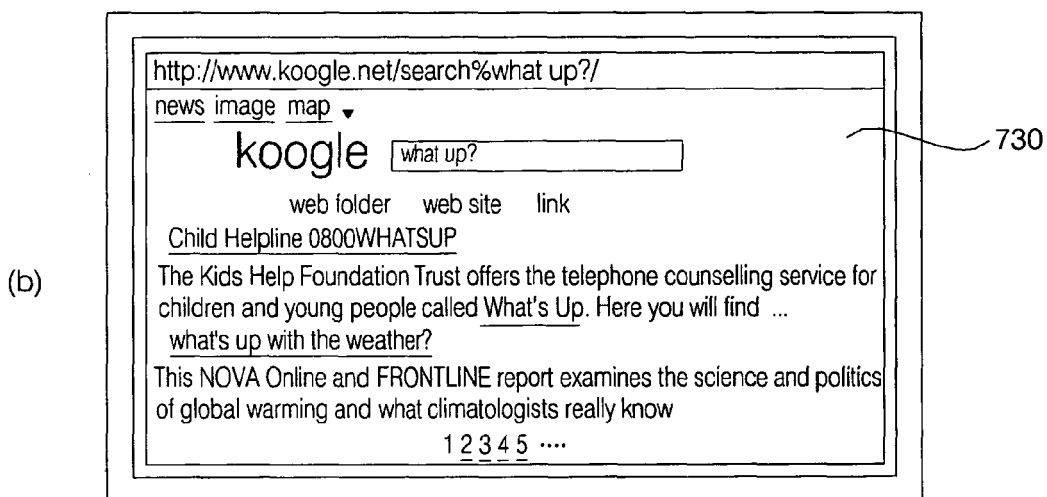 http://www.koogle.net/search%what up?/
news image map
koogle what up?
730
web folder web site link
Child Helpline 0800WHATSUP
(b)
The Kids Help Foundation Trust offers the telephone counselling service for
children and young people called What's Up. Here you will find ...
what's up with the weather?
This NOVA Online and FRONTLINE report examines the science and politics
of global warming and what climatologists really know
1 2 3 4 5 ....